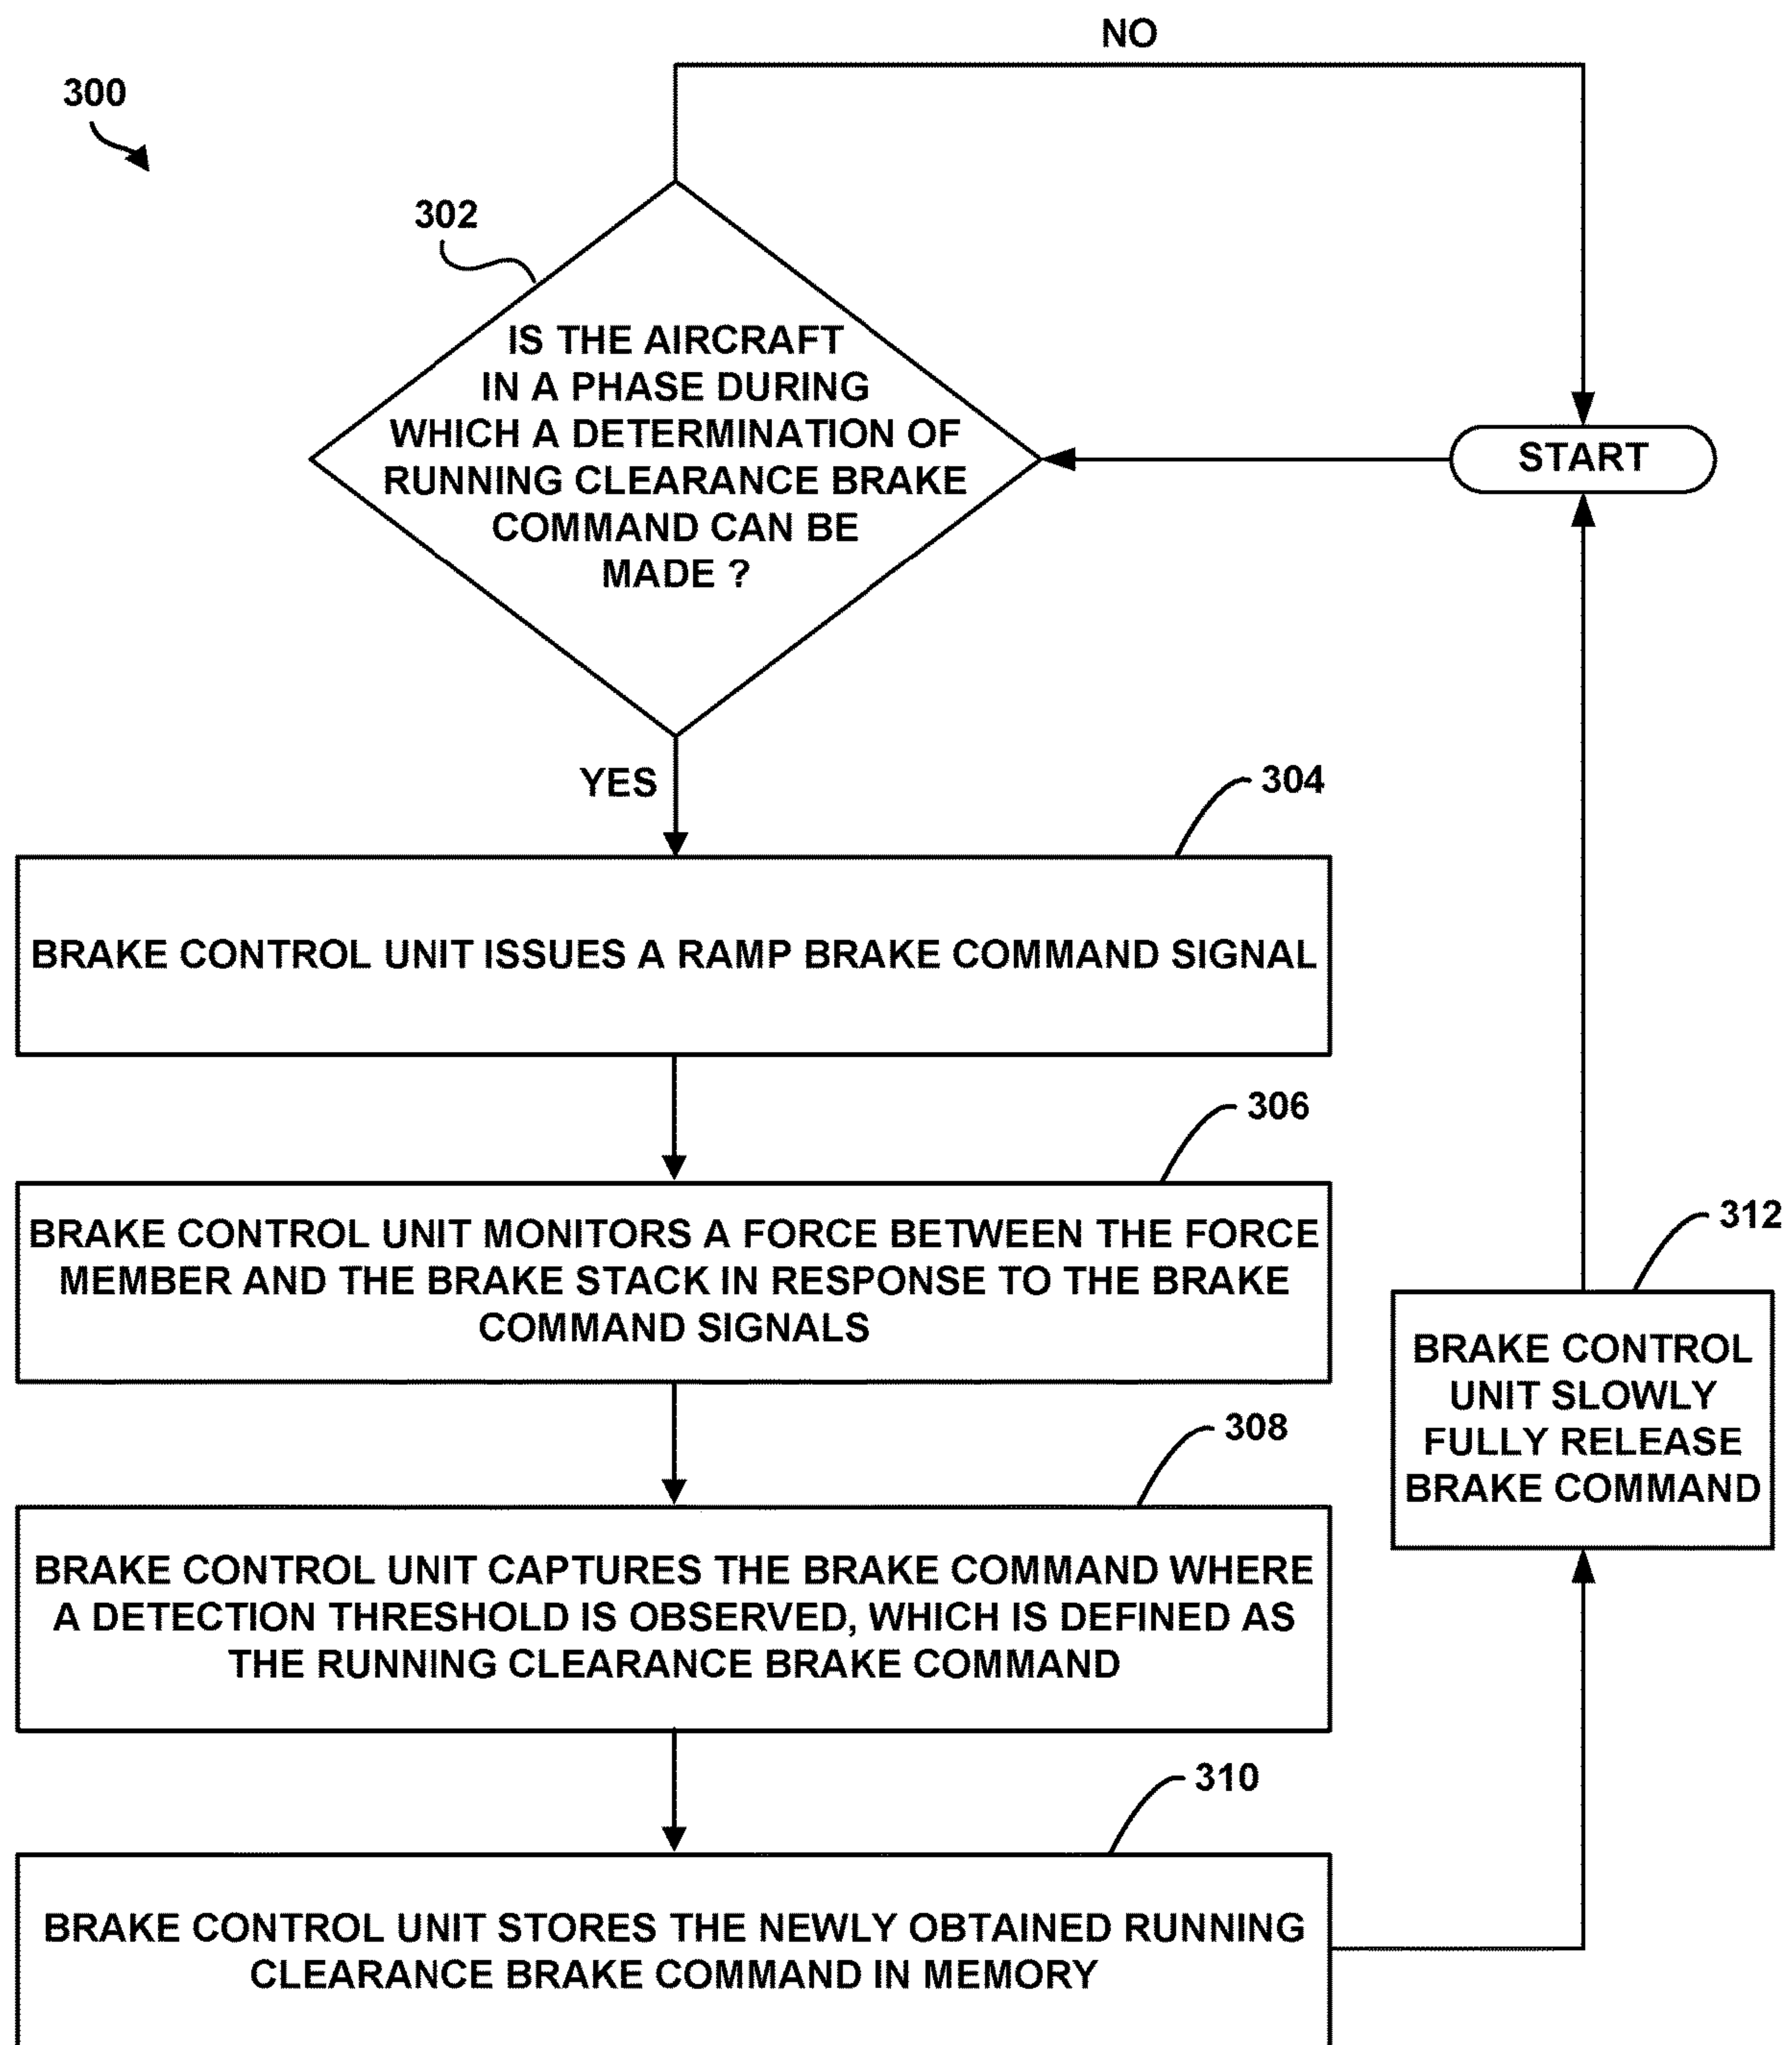 NO
300
302
IS THE AIRCRAFT
IN A PHASE DURING
WHICH A DETERMINATION OF
RUNNING CLEARANCE BRAKE
COMMAND CAN BE
MADE ?
START
YES
304
BRAKE CONTROL UNIT ISSUES A RAMP BRAKE COMMAND SIGNAL
306
BRAKE CONTROL UNIT MONITORS A FORCE BETWEEN THE FORCE
MEMBER AND THE BRAKE STACK IN RESPONSE TO THE BRAKE
COMMAND SIGNALS
308
BRAKE CONTROL UNIT CAPTURES THE BRAKE COMMAND WHERE
A DETECTION THRESHOLD IS OBSERVED, WHICH IS DEFINED AS
THE RUNNING CLEARANCE BRAKE COMMAND
310
BRAKE CONTROL UNIT STORES THE NEWLY OBTAINED RUNNING
CLEARANCE BRAKE COMMAND IN MEMORY
312
BRAKE CONTROL
UNIT SLOWLY
FULLY RELEASE
BRAKE COMMAND